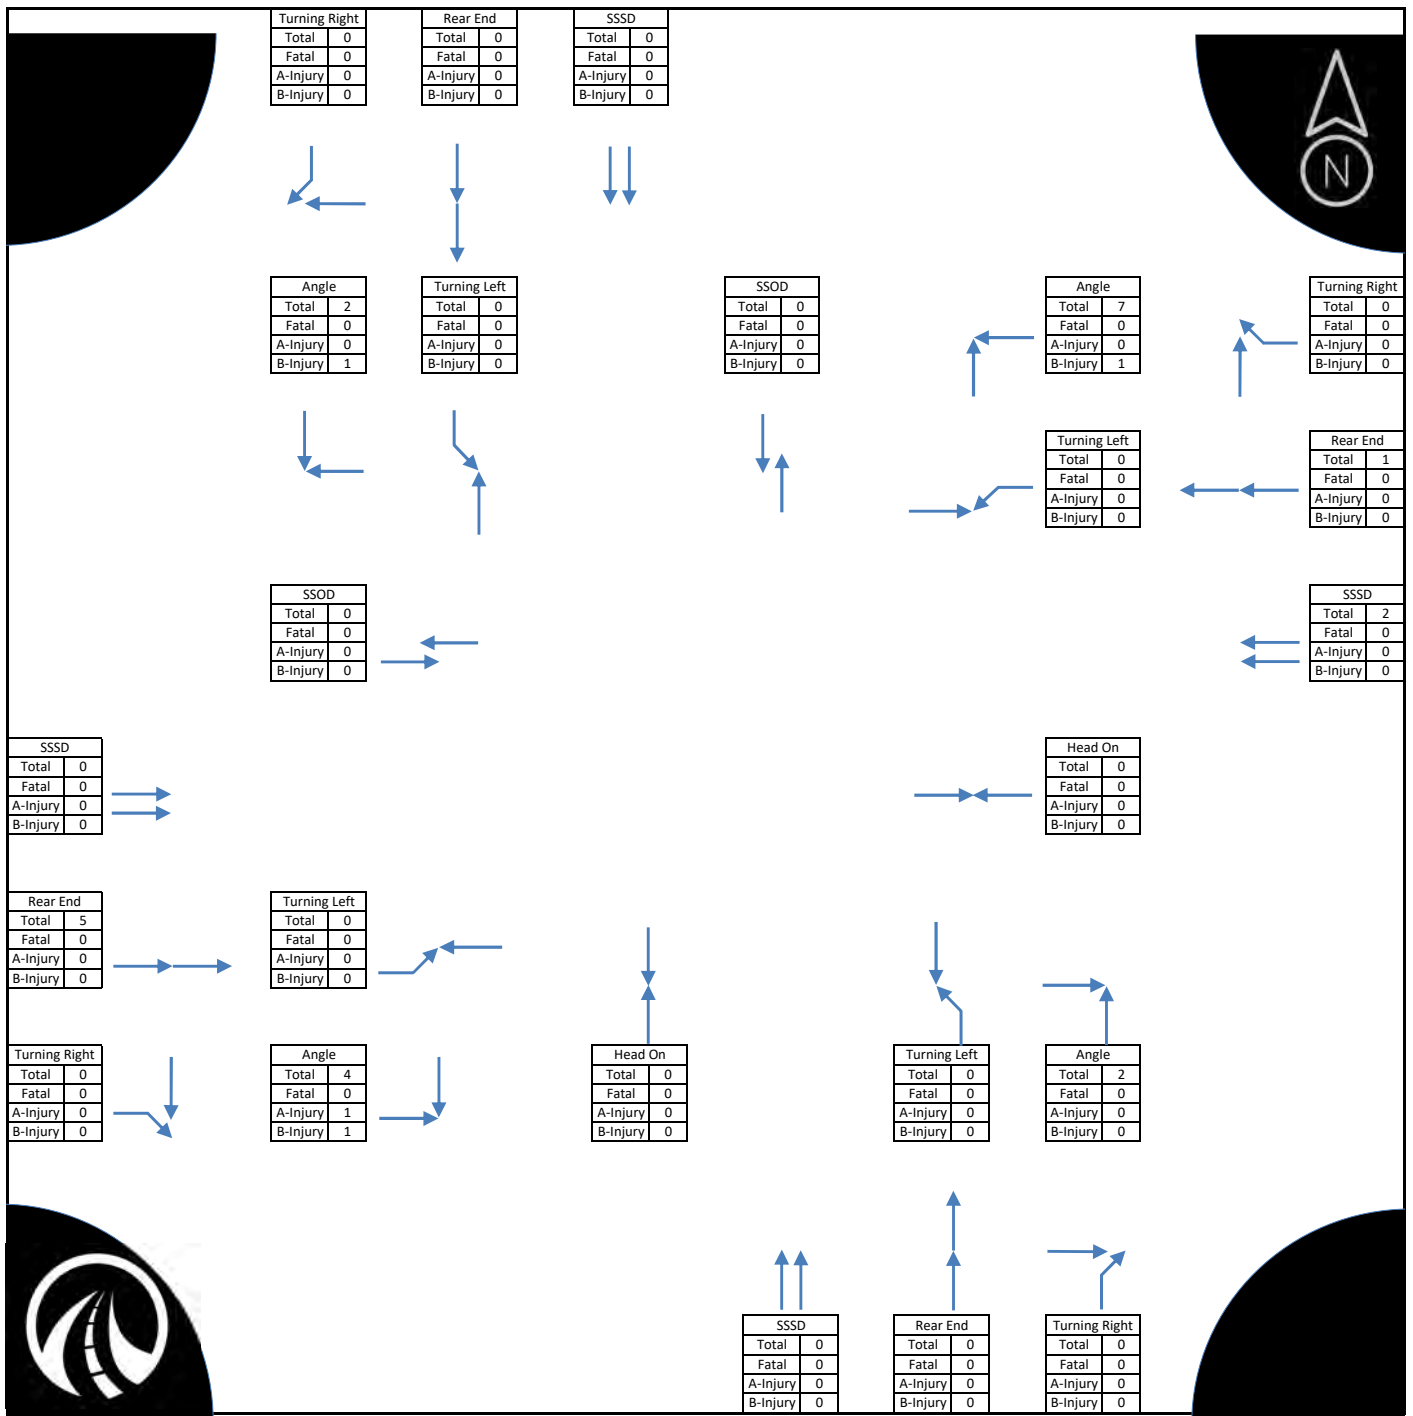 Turning Right Rear End SSSD
Total 0 Total 0 Total 0
Fatal 0 Fatal 0 Fatal 0
A-Injury 0 A-Injury 0 A-Injury 0
B-Injury 0 B-Injury 0 B-Injury 0
N
Angle Turning Left SSOD Angle Turning Right
Total 2 Total 0 Total 0 Total 7 Total 0
Fatal 0 Fatal 0 Fatal 0 Fatal 0 Fatal 0
A-Injury 0 A-Injury 0 A-Injury 0 A-Injury 0 A-Injury 0
B-Injury 1 B-Injury 0 B-Injury 0 B-Injury 1 B-Injury 0
Turning Left Rear End
Total 0 Total 1
Fatal 0 Fatal 0
A-Injury 0 A-Injury 0
B-Injury 0 B-Injury 0
SSOD SSSD
Total 0 Total 2
Fatal 0 Fatal 0
A-Injury 0 A-Injury 0
B-Injury 0 B-Injury 0
SSSD Head On
Total 0 Total 0
Fatal 0 Fatal 0
A-Injury 0 A-Injury 0
B-Injury 0 B-Injury 0
Rear End Turning Left
Total 5 Total 0
Fatal 0 Fatal 0
A-Injury 0 A-Injury 0
B-Injury 0 B-Injury 0
Turning Right Angle Head On Turning Left Angle
Total 0 Total 4 Total 0 Total 0 Total 2
Fatal 0 Fatal 0 Fatal 0 Fatal 0 Fatal 0
A-Injury 0 A-Injury 1 A-Injury 0 A-Injury 0 A-Injury 0
B-Injury 0 B-Injury 1 B-Injury 0 B-Injury 0 B-Injury 0
SSSD Rear End Turning Right
Total 0 Total 0 Total 0
Fatal 0 Fatal 0 Fatal 0
A-Injury 0 A-Injury 0 A-Injury 0
B-Injury 0 B-Injury 0 B-Injury 0